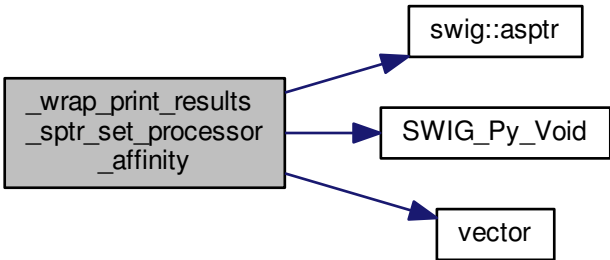 _wrap_print_results
_sptr_set_processor
_affinity
swig::asptr
SWIG_Py_Void
vector